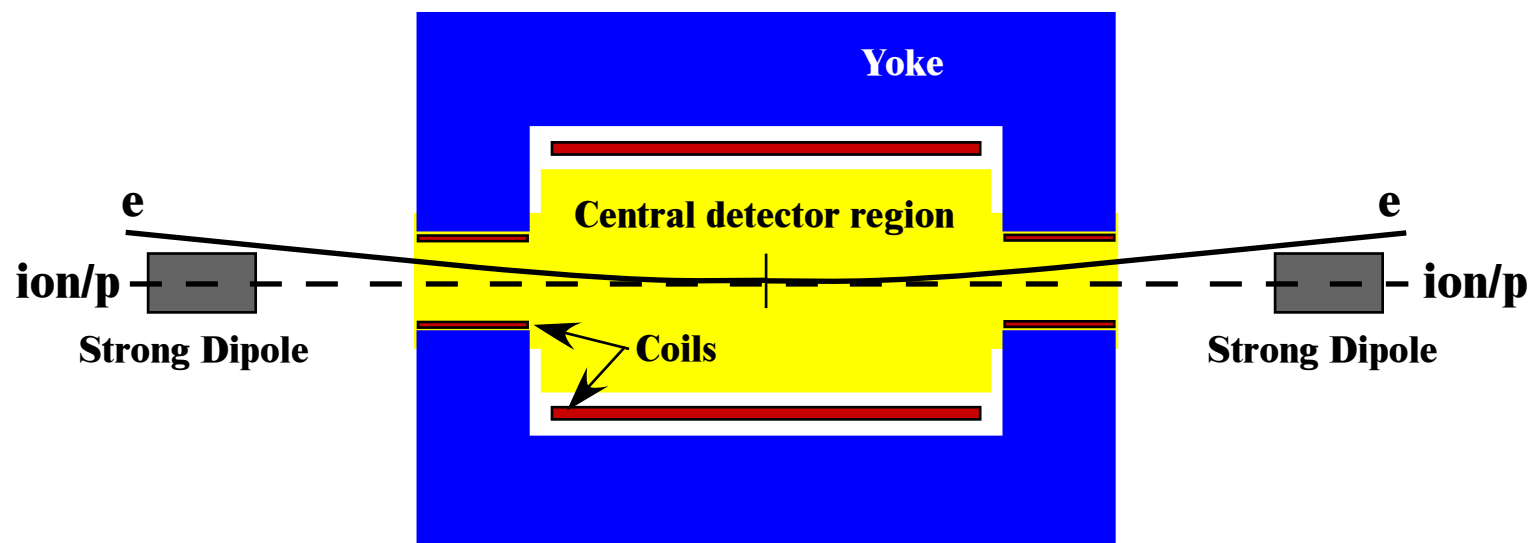 Yoke
e
e
Central detector region
ion/p
ion/p
Strong Dipole
Coils
Strong Dipole